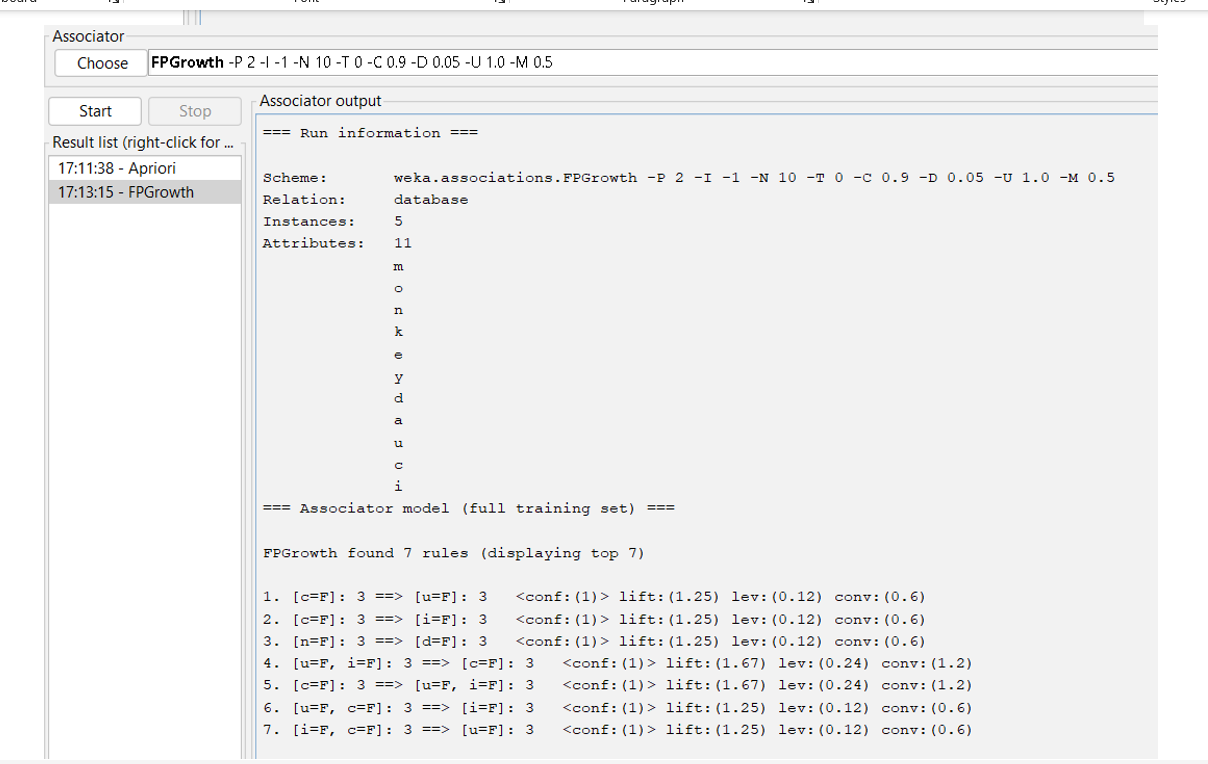 Associator
Choose FPGrowth -P 2 -I -1 -N 10 -T 0 -C 0.9 -D 0.05 -U 1.0 -M 0.5
Start Stop
Result list (right-click for ...
17:11:38 - Apriori
17:13:15 - FPGrowth
Associator output
=== Run information ===
Scheme: weka.associations.FPGrowth -P 2 -I -1 -N 10 -T 0 -C 0.9 -D 0.05 -U 1.0 -M 0.5
Relation: database
Instances: 5
Attributes: 11
m
o
n
k
e
y
d
a
u
c
i
=== Associator model (full training set) ===
FPGrowth found 7 rules (displaying top 7)
1. [c=F]: 3 ==> [u=F]: 3 <conf:(1)> lift:(1.25) lev:(0.12) conv:(0.6)
2. [c=F]: 3 ==> [i=F]: 3 <conf:(1)> lift:(1.25) lev:(0.12) conv:(0.6)
3. [n=F]: 3 ==> [d=F]: 3 <conf:(1)> lift:(1.25) lev:(0.12) conv:(0.6)
4. [u=F, i=F]: 3 ==> [c=F]: 3 <conf:(1)> lift:(1.67) lev:(0.24) conv:(1.2)
5. [c=F]: 3 ==> [u=F, i=F]: 3 <conf:(1)> lift:(1.67) lev:(0.24) conv:(1.2)
6. [u=F, c=F]: 3 ==> [i=F]: 3 <conf:(1)> lift:(1.25) lev:(0.12) conv:(0.6)
7. [i=F, c=F]: 3 ==> [u=F]: 3 <conf:(1)> lift:(1.25) lev:(0.12) conv:(0.6)